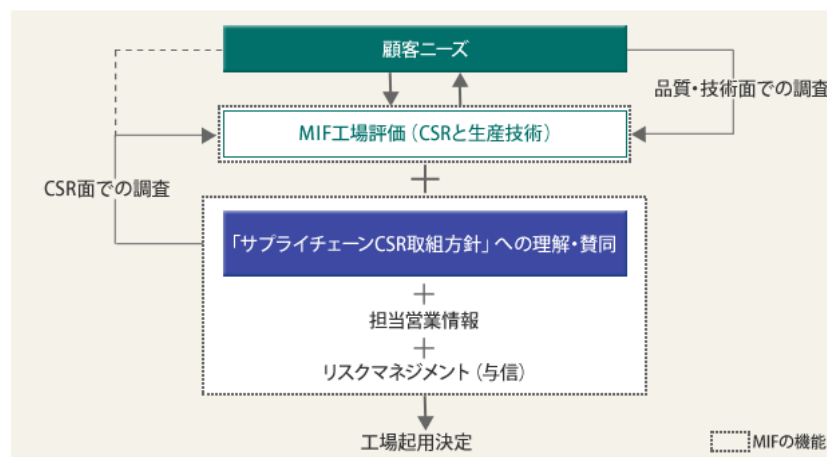 顧客ニーズ
品質・技術面での調査
MIF工場評価（CSRと生産技術）
＋
CSR面での調査
「サプライチェーンCSR取組方針」への理解・賛同
＋
担当営業情報
＋
リスクマネジメント（与信）
工場起用決定
MIFの機能